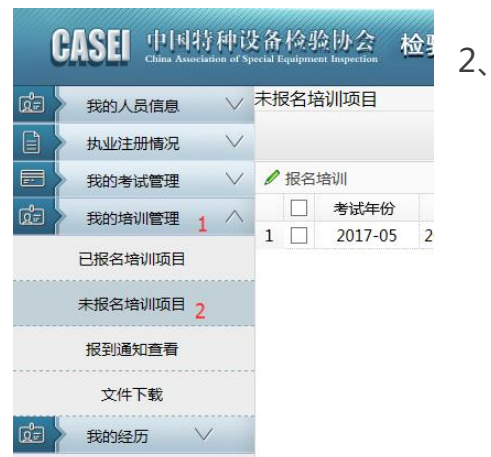 CASEI 中国特种设备检验协会 检验
China Association of Special Equipment Inspection
2、
我的人员信息
执业注册情况
我的考试管理
我的培训管理 1
已报名培训项目
未报名培训项目 2
报到通知查看
文件下载
我的经历
未报名培训项目
报名培训
考试年份
1 2017-05 2